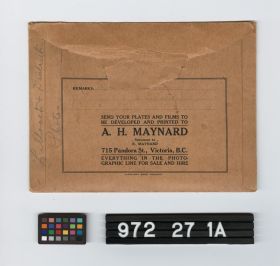 REMARKS:
SEND YOUR PLATES AND FILMS TO
BE DEVELOPED AND PRINTED TO
A. H. MAYNARD
Successor to
R. MAYNARD
715 Pandora St., Victoria, B.C.
EVERYTHING IN THE PHOTO-
GRAPHIC LINE FOR SALE AND HIRE
972 27 1A